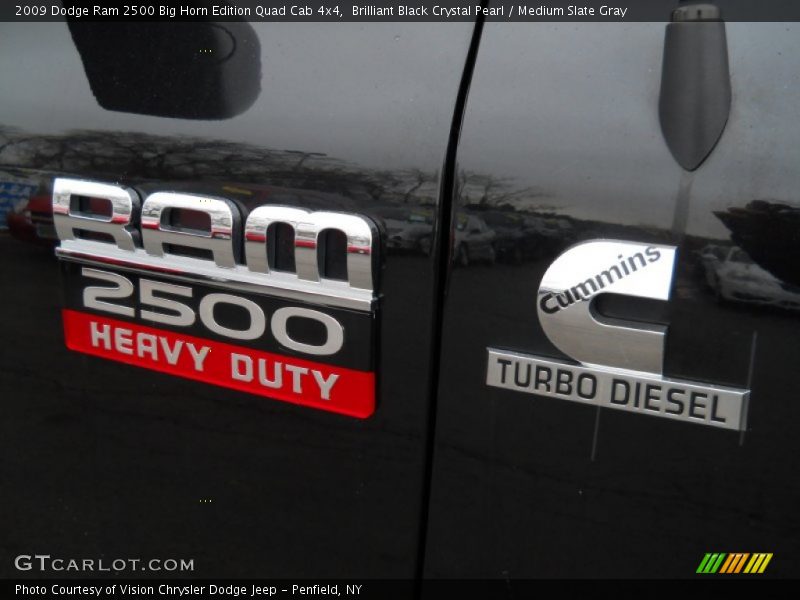 2009 Dodge Ram 2500 Big Horn Edition Quad Cab 4x4,  Brilliant Black Crystal Pearl / Medium Slate Gray
RAM
2500
HEAVY DUTY
Cummins
TURBO DIESEL
GTCARLOT.COM
Photo Courtesy of Vision Chrysler Dodge Jeep - Penfield, NY